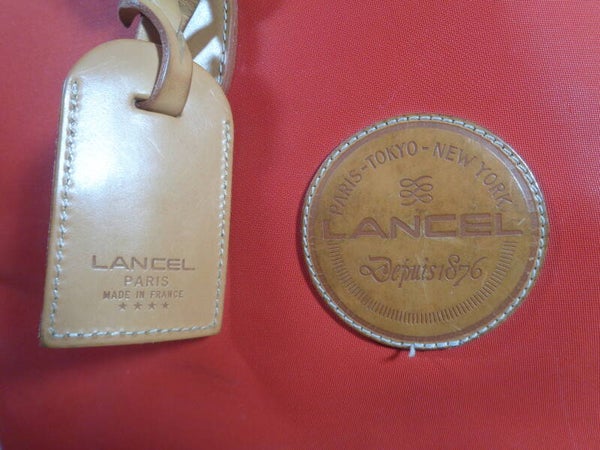 LANCEL
PARIS
MADE IN FRANCE
★★★★
PARIS-TOKYO-NEW YORK
LANCEL
Depuis 1876